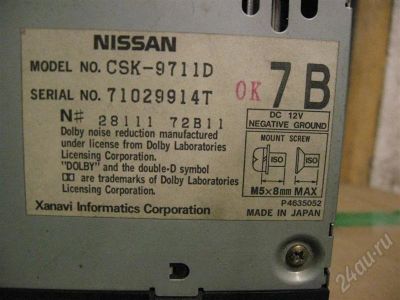 NISSAN
MODEL NO. CSK-9711D
SERIAL NO. 71029914T
OK 7B
N# 28111 72B11
DC 12V
NEGATIVE GROUND
Dolby noise reduction manufactured
under license from Dolby Laboratories
Licensing Corporation.
"DOLBY" and the double-D symbol
are trademarks of Dolby Laboratories
Licensing Corporation.
MOUNT SCREW
ISO ISO
M5×8mm MAX
P4635052
Xanavi Informatics Corporation
MADE IN JAPAN
24au.ru